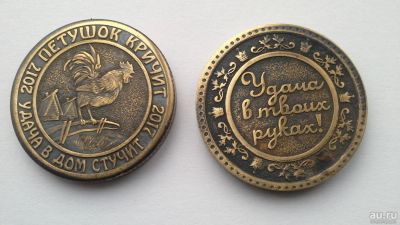 2017 ПЕТУШОК КРИЧИТ 2017
УДАЧА В ДОМ СТУЧИТ
Удача
в твоих
руках!
au.ru